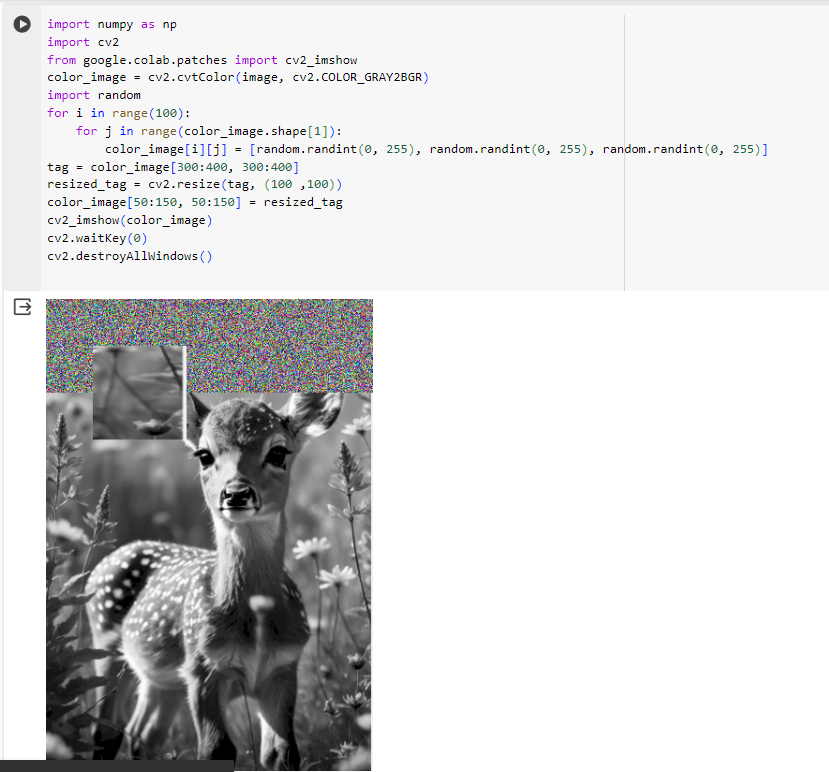 import numpy as np
import cv2
from google.colab.patches import cv2_imshow
color_image = cv2.cvtColor(image, cv2.COLOR_GRAY2BGR)
import random
for i in range(100):
    for j in range(color_image.shape[1]):
        color_image[i][j] = [random.randint(0, 255), random.randint(0, 255), random.randint(0, 255)]
tag = color_image[300:400, 300:400]
resized_tag = cv2.resize(tag, (100 ,100))
color_image[50:150, 50:150] = resized_tag
cv2_imshow(color_image)
cv2.waitKey(0)
cv2.destroyAllWindows()